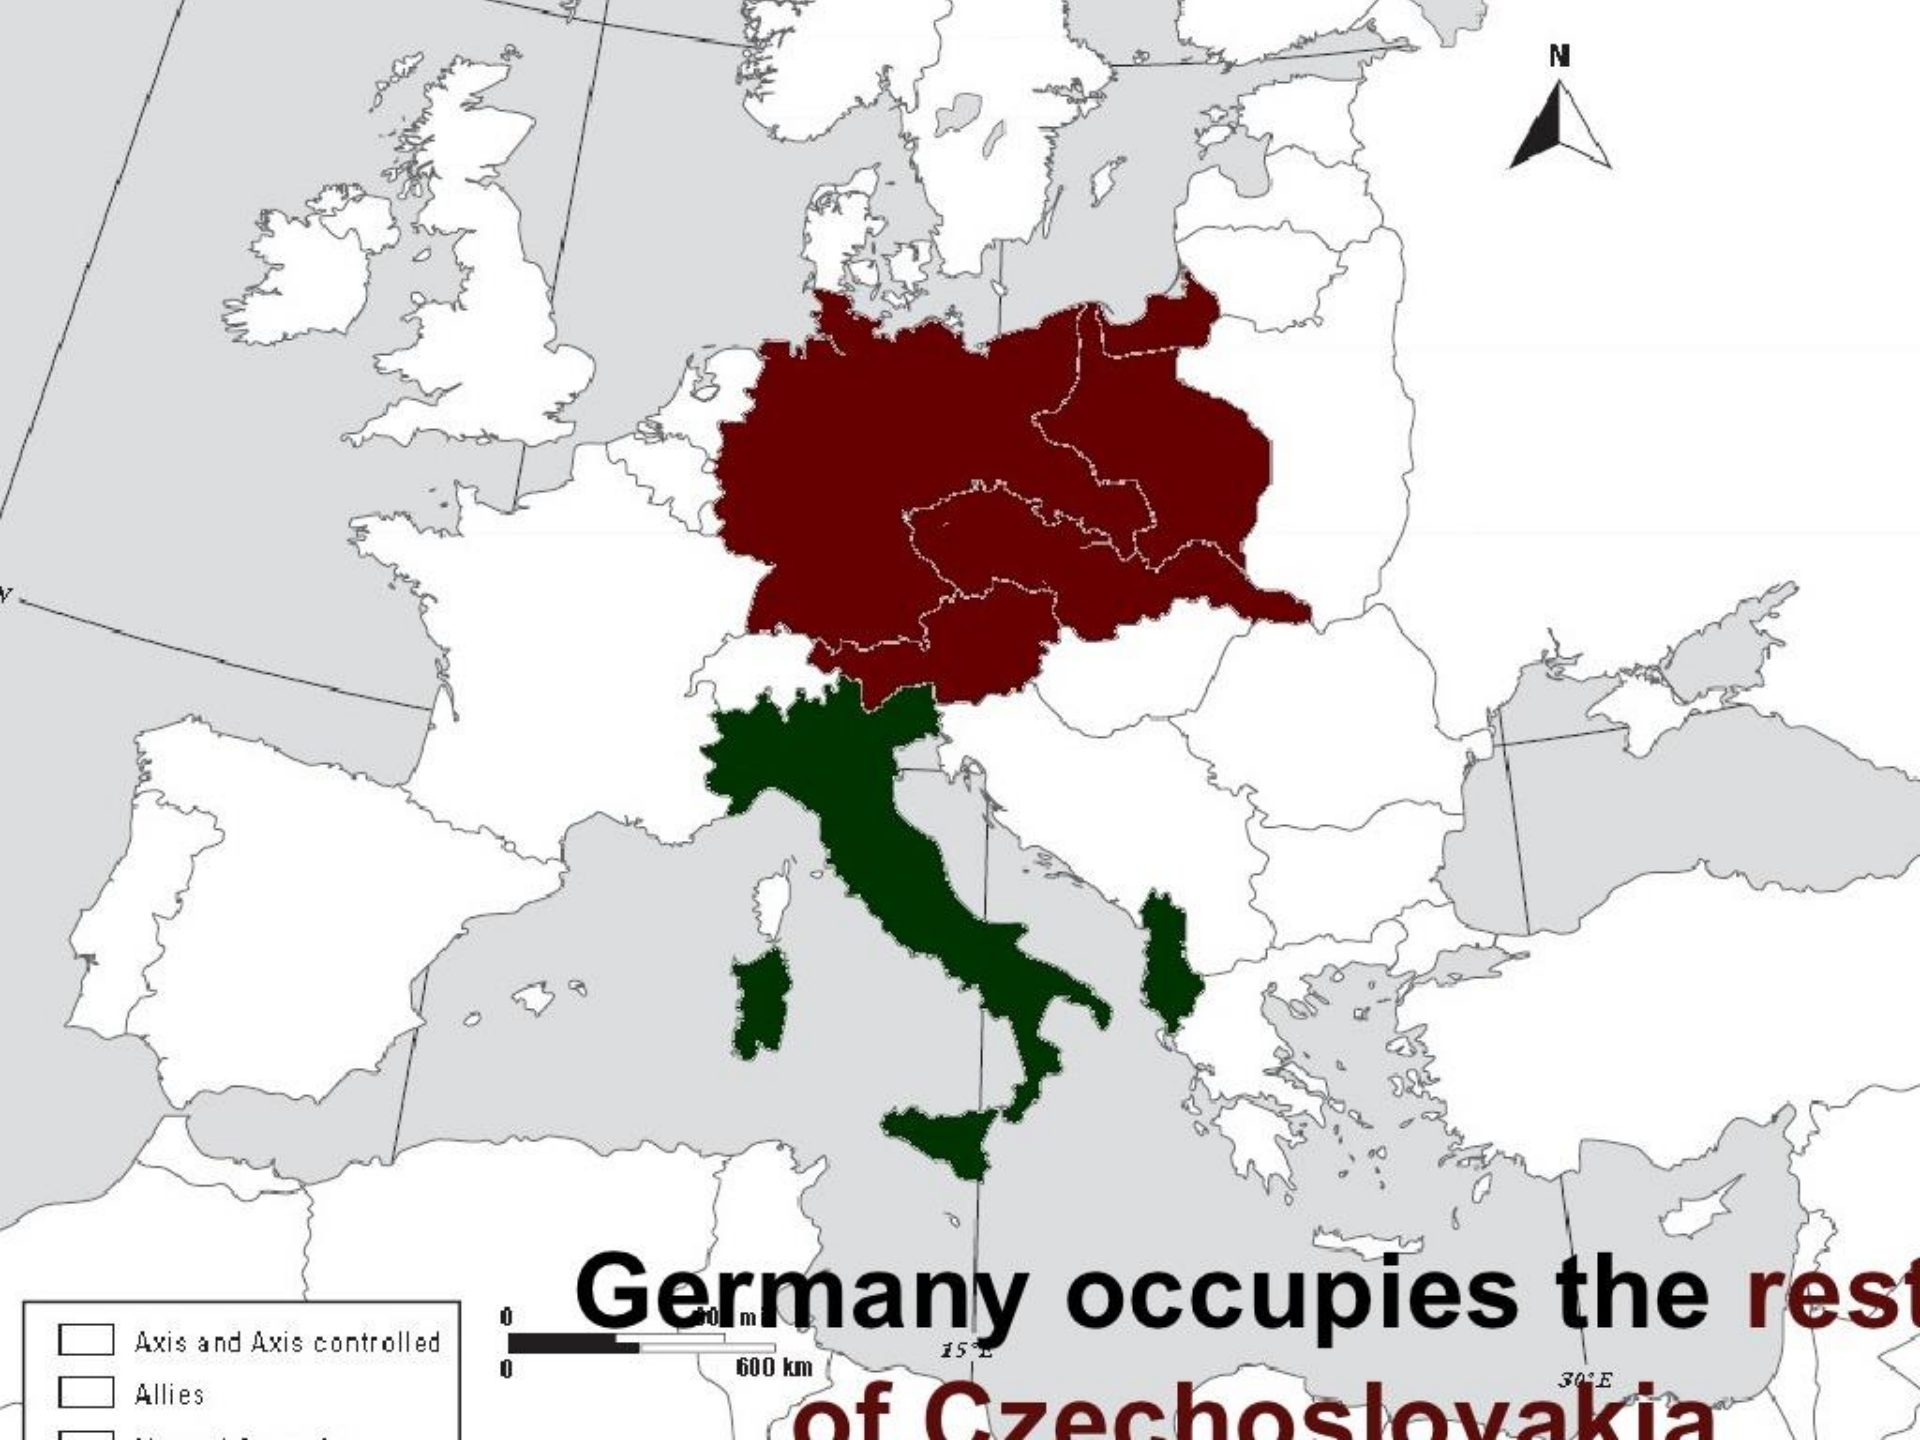 N
Germany occupies the rest
of Czechoslovakia
Axis and Axis controlled
Allies
0
0
600 km
15°E
30°E